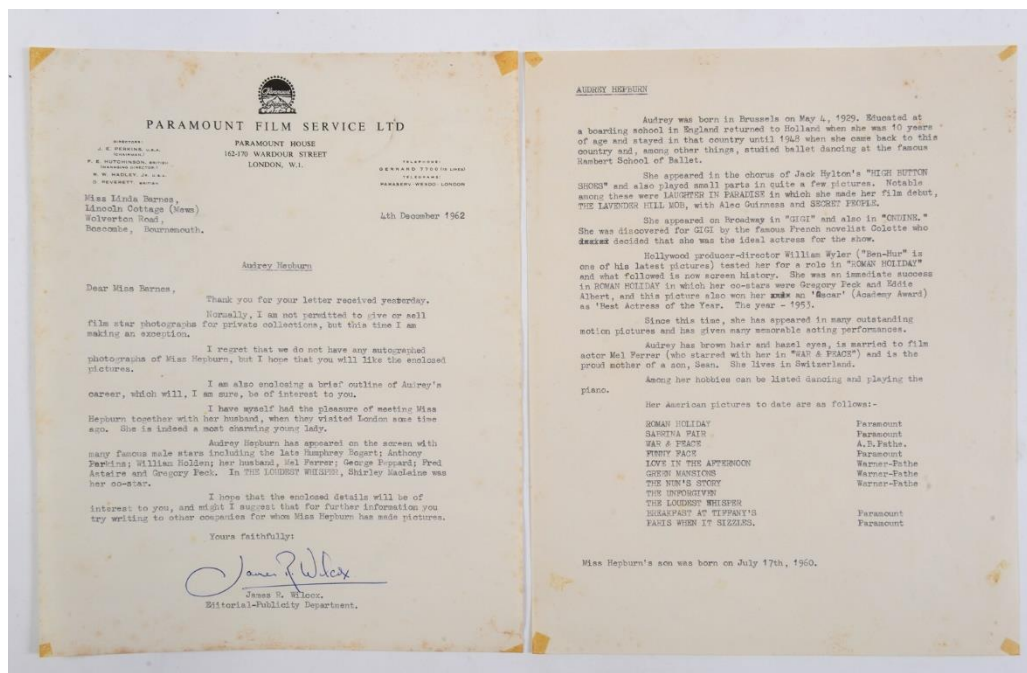 Paramount
PARAMOUNT FILM SERVICE LTD
DIRECTORS:
J. E. PERKINS, U.S.A.
(CHAIRMAN)
F. E. HUTCHINSON, BRITISH
(MANAGING DIRECTOR)
R. W. HADLEY, JR. U.S.A.
D. PEVERETT, BRITISH
PARAMOUNT HOUSE
162-170 WARDOUR STREET
LONDON, W.1.
TELEPHONE:
GERRARD 7700
TELEGRAMS:
LONDON
Miss Linia Barnes,
Lincoln Cottage (Mews)
Wolverton Road,
Boscombe, Bournemouth.
4th December 1962
Audrey Hepburn
Dear Miss Barnes,
Thank you for your letter received yesterday.
Normally, I am not permitted to give or sell
film star photographs for private collections, but this time I am
making an exception.
I regret that we do not have any autographed
photographs of Miss Hepburn, but I hope that you will like the enclosed
pictures.
I am also enclosing a brief outline of Audrey's
career, which will, I am sure, be of interest to you.
I have myself had the pleasure of meeting Miss
Hepburn together with her husband, when they visited London some time
ago. She is indeed a most charming young lady.
Audrey Hepburn has appeared on the screen with
many famous male stars including the late Humphrey Bogart; Anthony
Perkins; William Holden; her husband, Mel Ferrer; George Peppard; Fred
Astaire and Gregory Peck. In THE LOUDEST WHISPER, Shirley Macleine was
her co-star.
I hope that the enclosed details will be of
interest to you, and might I suggest that for further information you
try writing to other companies for whom Miss Hepburn has made pictures.
Yours faithfully:
James R. Wilcox
James R. Wilcox.
Editorial-Publicity Department.
AUDREY HEPBURN
Audrey was born in Brussels on May 4, 1929. Educated at
a boarding school in England returned to Holland when she was 10 years
of age and stayed in that country until 1948 when she came back to this
country and, among other things, studied ballet dancing at the famous
Rambert School of Ballet.
She appeared in the chorus of Jack Hylton's "HIGH BUTTON
SHOES" and also played small parts in quite a few pictures. Notable
among these were LAUGHTER IN PARADISE in which she made her film debut,
THE LAVENDER HILL MOB, with Alec Guinness and SECRET PEOPLE.
She appeared on Broadway in "GIGI" and also in "ONDINE."
She was discovered for GIGI by the famous French novelist Colette who
decided that she was the ideal actress for the show.
Hollywood producer-director William Wyler ("Ben-Hur" is
one of his latest pictures) tested her for a role in "ROMAN HOLIDAY"
and what followed is now screen history. She was an immediate success
in ROMAN HOLIDAY in which her co-stars were Gregory Peck and Eddie
Albert, and this picture also won her an 'Oscar' (Academy Award)
as 'Best Actress of the Year. The year - 1953.
Since this time, she has appeared in many outstanding
motion pictures and has given many memorable acting performances.
Audrey has brown hair and hazel eyes, is married to film
actor Mel Ferrer (who starred with her in "WAR & PEACE") and is the
proud mother of a son, Sean. She lives in Switzerland.
Among her hobbies can be listed dancing and playing the
piano.
Her American pictures to date are as follows:-
ROMAN HOLIDAY Paramount
SABRINA FAIR Paramount
WAR & PEACE A.B.Pathe.
FUNNY FACE Paramount
LOVE IN THE AFTERNOON Warner-Pathe
GREEN MANSIONS Warner-Pathe
THE NUN'S STORY Warner-Pathe
THE UNFORGIVEN
THE LOUDEST WHISPER
BREAKFAST AT TIFFANY'S Paramount
PARIS WHEN IT SIZZLES. Paramount
Miss Hepburn's son was born on July 17th, 1960.